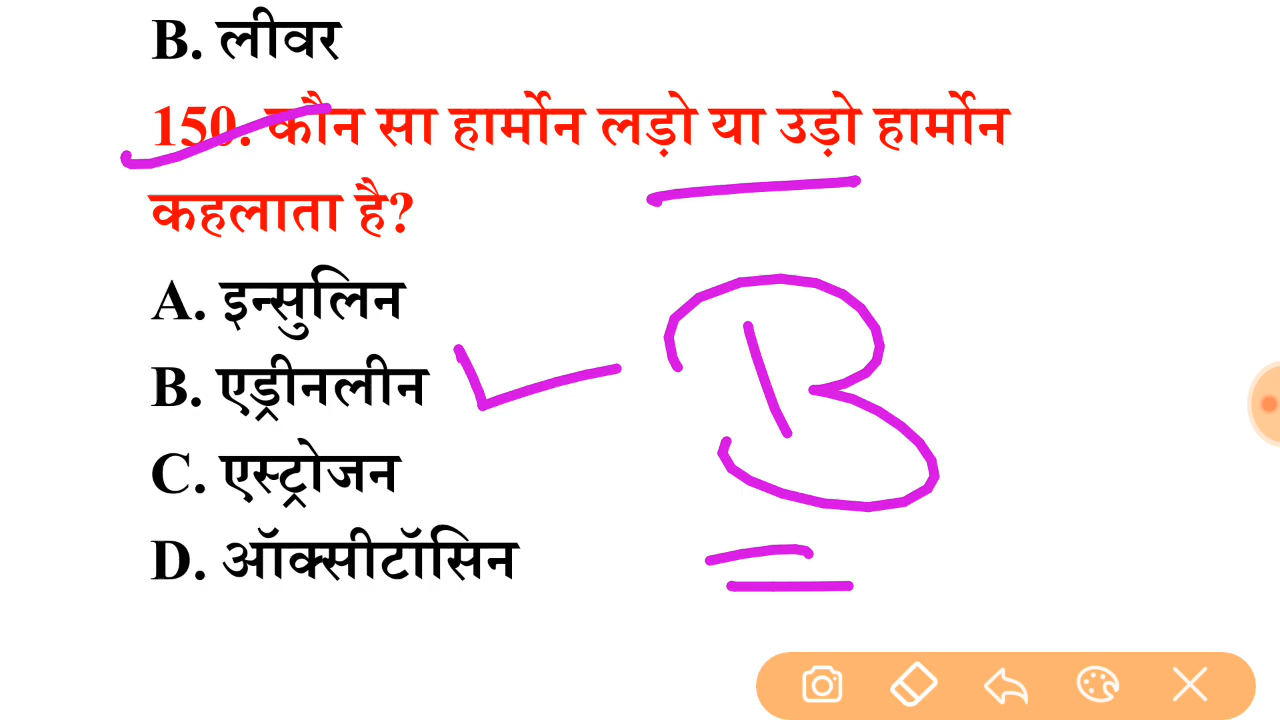 B. लीवर
150. कौन सा हार्मोन लड़ो या उड़ो हार्मोन
कहलाता है?
A. इन्सुलिन
B. एड्रीनलीन
B
C. एस्ट्रोजन
D. ऑक्सीटॉसिन